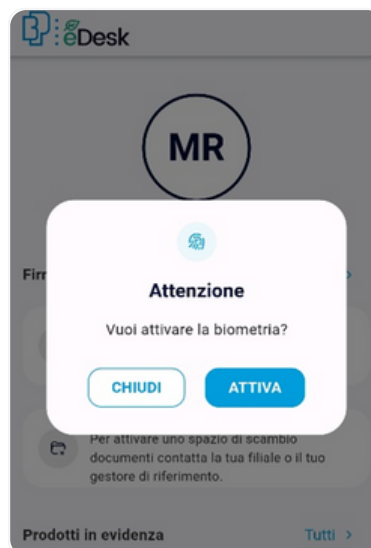 eDesk
MR
Firr
Attenzione
Vuoi attivare la biometria?
CHIUDI
ATTIVA
Per attivare uno spazio di scambio
documenti contatta la tua filiale o il tuo
gestore di riferimento.
Prodotti in evidenza
Tutti >